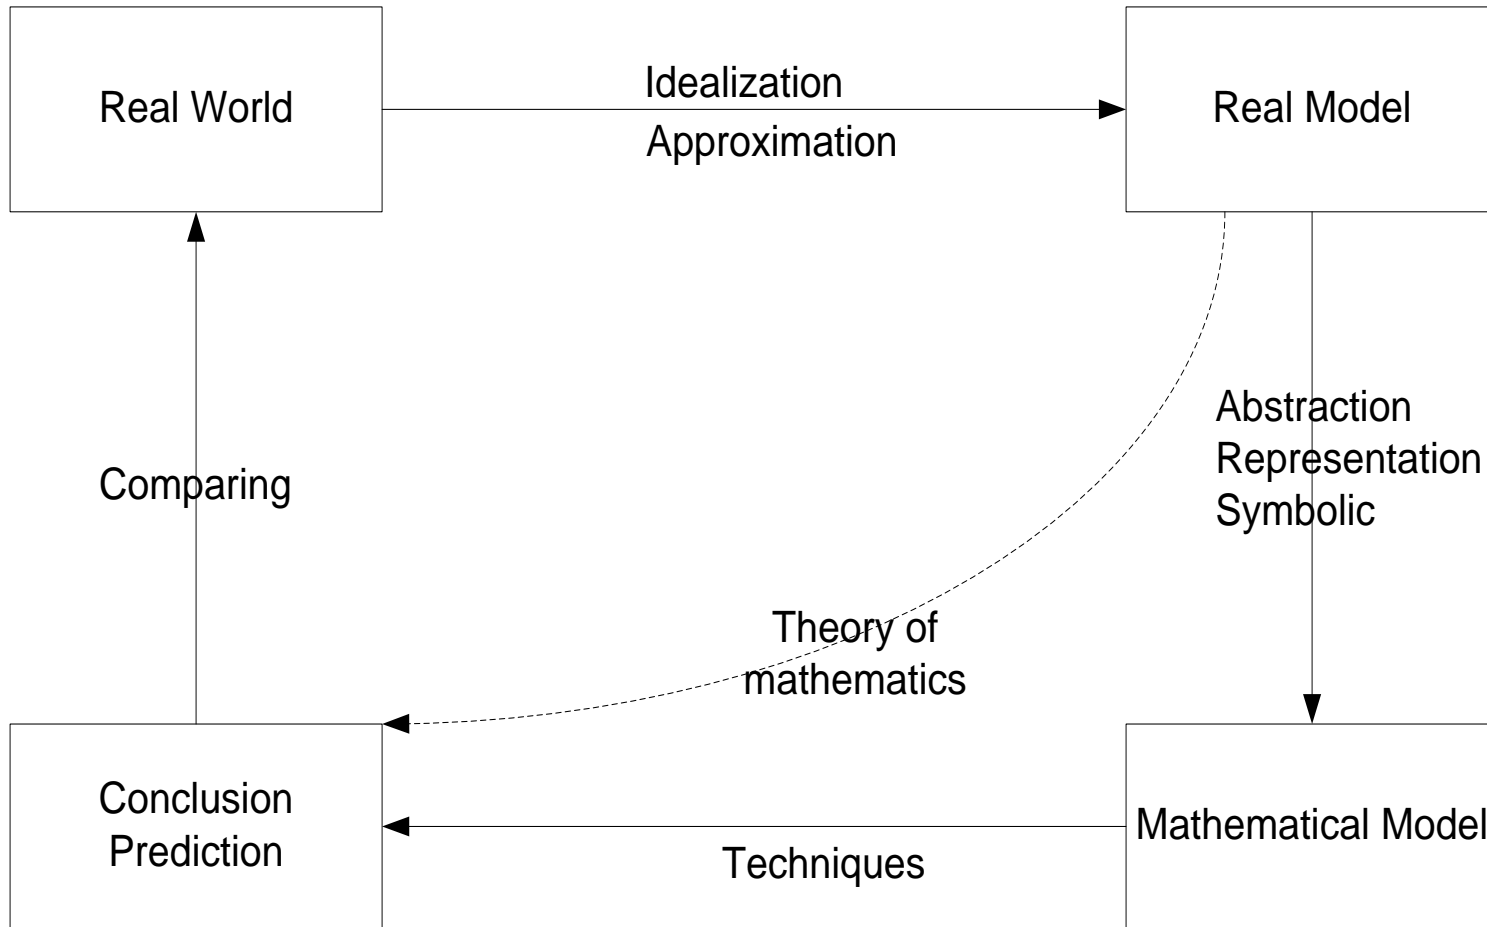 Real World
Idealization
Approximation
Real Model
Abstraction
Representation
Symbolic
Comparing
Theory of
mathematics
Conclusion
Prediction
Techniques
Mathematical Model